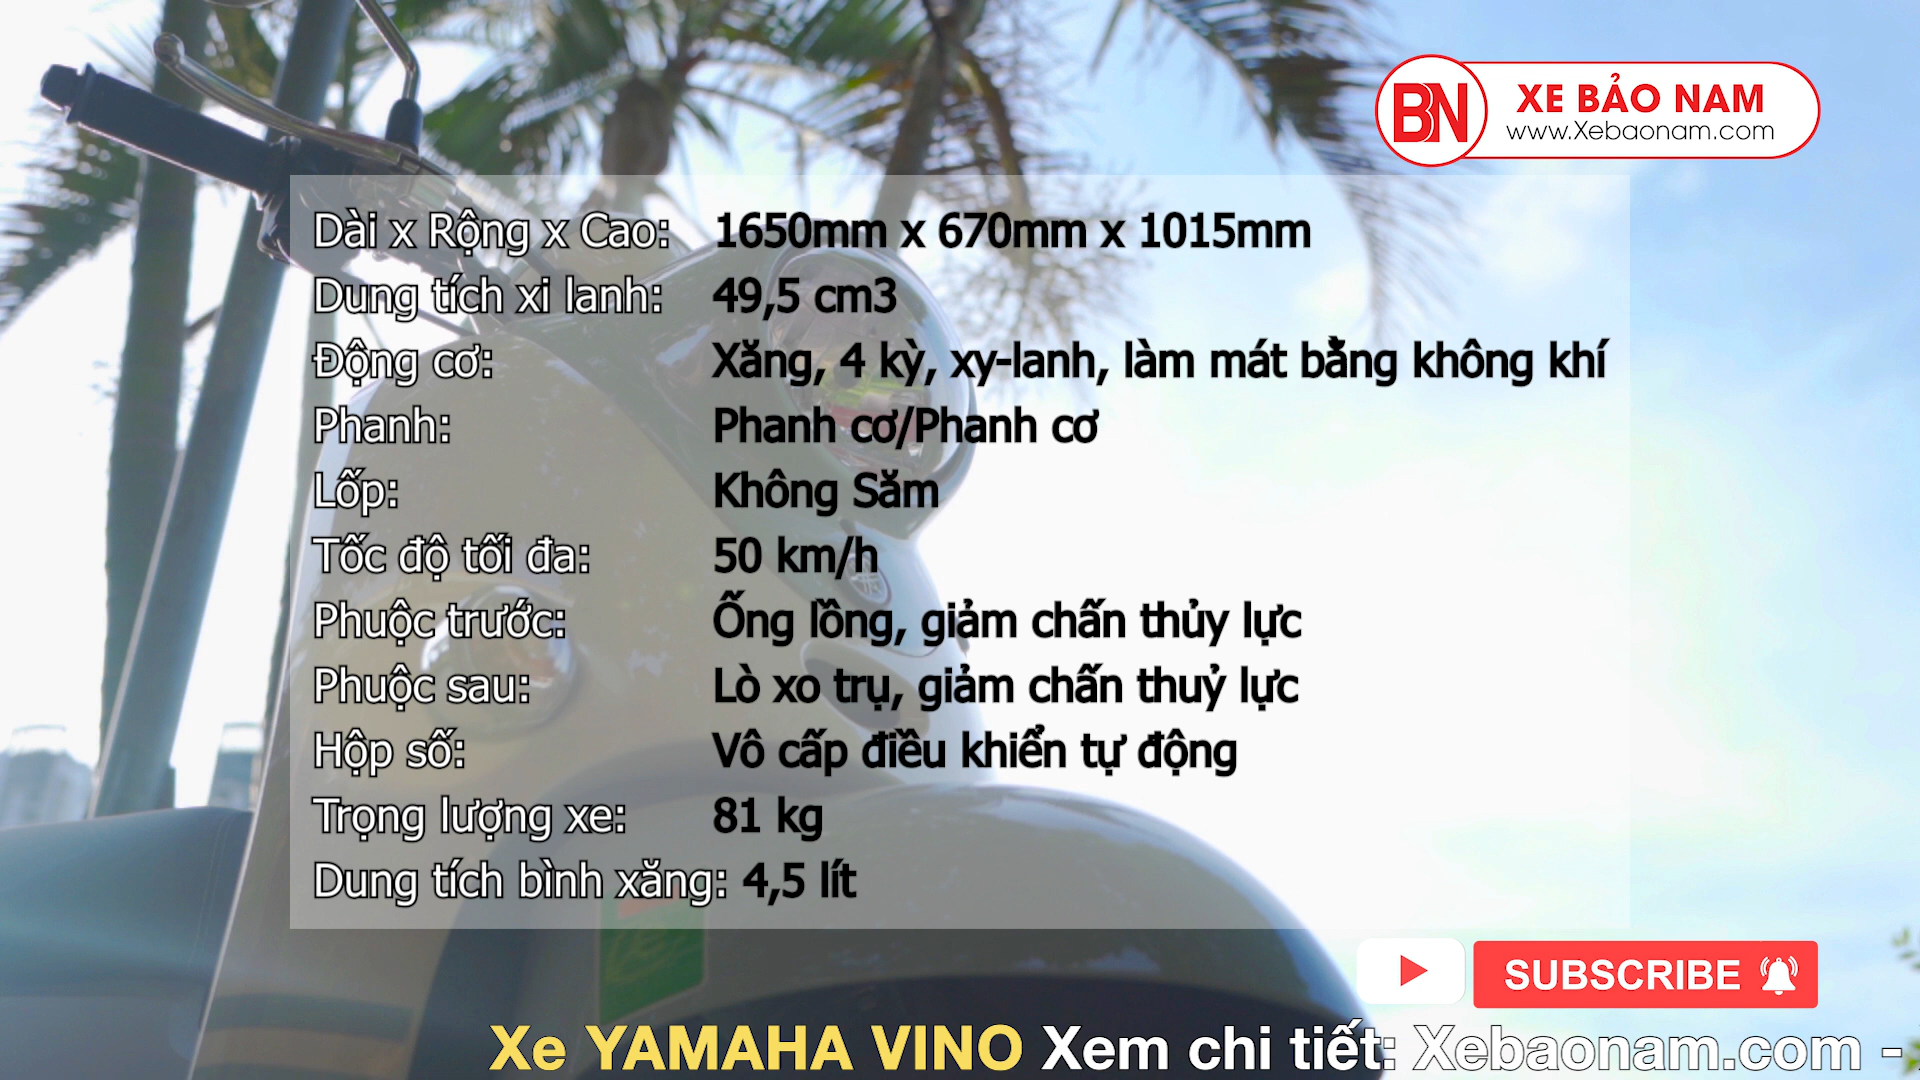 BN
XE BẢO NAM
www.Xebaonam.com
Dài x Rộng x Cao: 1650mm x 670mm x 1015mm
Dung tích xi lanh: 49,5 cm3
Động cơ: Xăng, 4 kỳ, xy-lanh, làm mát bằng không khí
Phanh: Phanh cơ/Phanh cơ
Lốp: Không Săm
Tốc độ tối đa: 50 km/h
Phuộc trước: Ống lồng, giảm chấn thủy lực
Phuộc sau: Lò xo trụ, giảm chấn thuỷ lực
Hộp số: Vô cấp điều khiển tự động
Trọng lượng xe: 81 kg
Dung tích bình xăng: 4,5 lít
SUBSCRIBE
Xe YAMAHA VINO Xem chi tiết: Xebaonam.com -